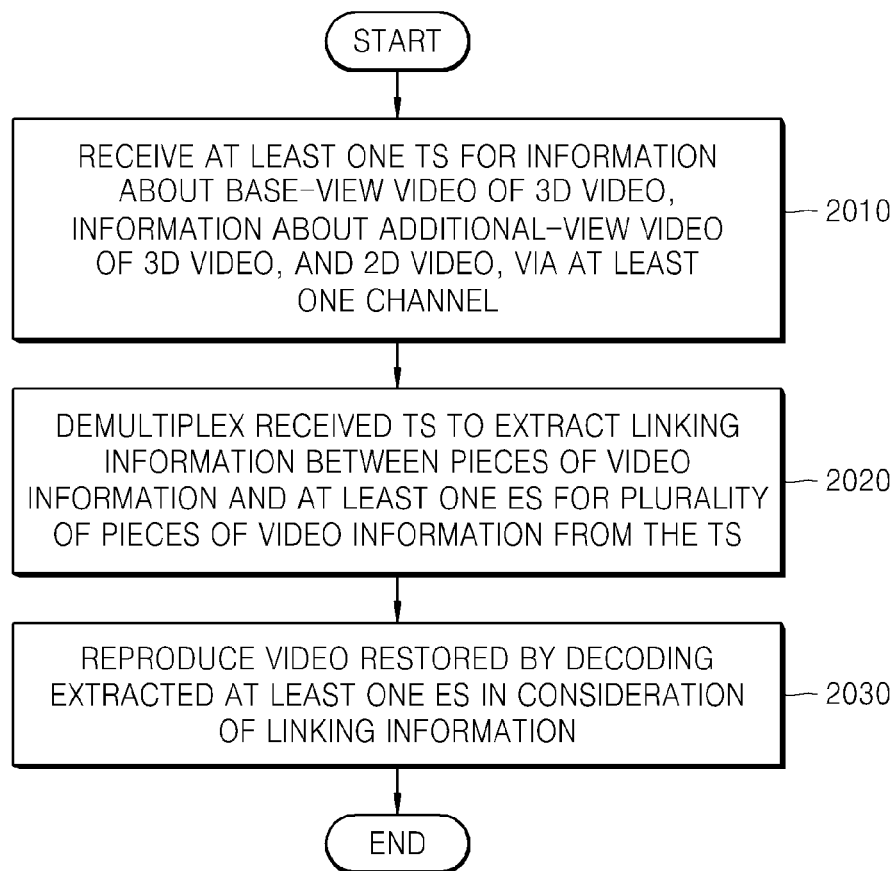 START
RECEIVE AT LEAST ONE TS FOR INFORMATION
ABOUT BASE-VIEW VIDEO OF 3D VIDEO,
INFORMATION ABOUT ADDITIONAL-VIEW VIDEO
OF 3D VIDEO, AND 2D VIDEO, VIA AT LEAST
ONE CHANNEL
2010
DEMULTIPLEX RECEIVED TS TO EXTRACT LINKING
INFORMATION BETWEEN PIECES OF VIDEO
INFORMATION AND AT LEAST ONE ES FOR PLURALITY
OF PIECES OF VIDEO INFORMATION FROM THE TS
2020
REPRODUCE VIDEO RESTORED BY DECODING
EXTRACTED AT LEAST ONE ES IN CONSIDERATION
OF LINKING INFORMATION
2030
END